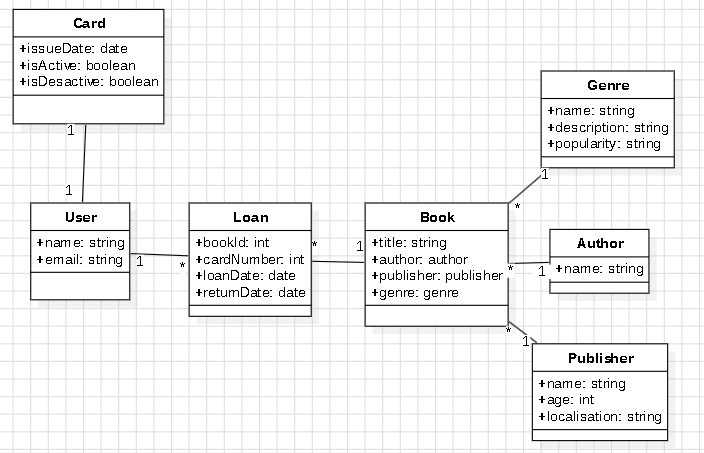 Card
+issueDate: date
+isActive: boolean
+isDesactive: boolean
1
1
User
+name: string
+email: string
1
*
Loan
+bookId: int
+cardNumber: int
+loanDate: date
+returnDate: date
*
1
Book
+title: string
+author: author
+publisher: publisher
+genre: genre
*
1
Genre
+name: string
+description: string
+popularity: string
*
1
Author
+name: string
*
1
Publisher
+name: string
+age: int
+localisation: string